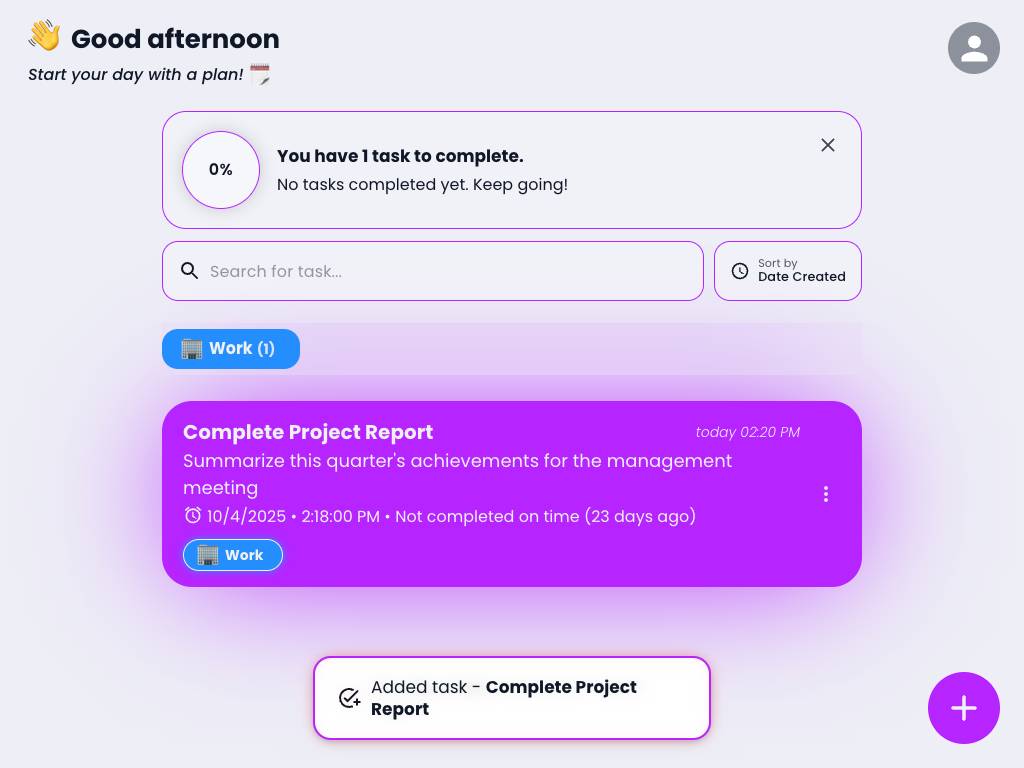 👋 Good afternoon
Start your day with a plan! 📅
0%
You have 1 task to complete.
No tasks completed yet. Keep going!
Search for task...
Sort by
Date Created
🏢 Work (1)
Complete Project Report
today 02:20 PM
Summarize this quarter's achievements for the management
meeting
10/4/2025 • 2:18:00 PM • Not completed on time (23 days ago)
🏢 Work
Added task - Complete Project
Report